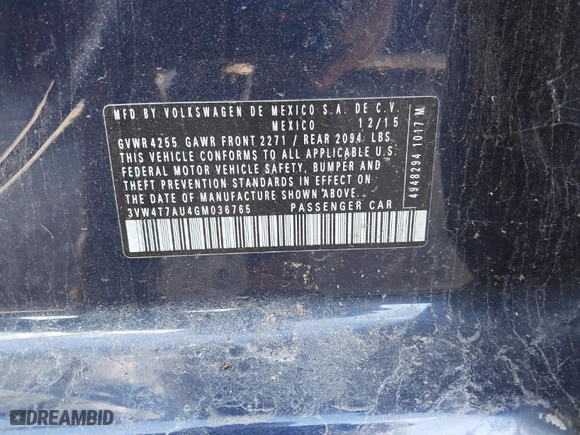 MFD BY VOLKSWAGEN DE MEXICO S.A. DE C.V.
MEXICO 12/15
GVWR4255 GAWR FRONT 2271 / REAR 2094 LBS.
THIS VEHICLE CONFORMS TO ALL APPLICABLE U.S.
FEDERAL MOTOR VEHICLE SAFETY, BUMPER AND
THEFT PREVENTION STANDARDS IN EFFECT ON
THE DATE OF MANUFACTURE SHOWN ABOVE.
3VW4T7AU4GM036765 PASSENGER CAR
4948294 1017 M
DREAMBID